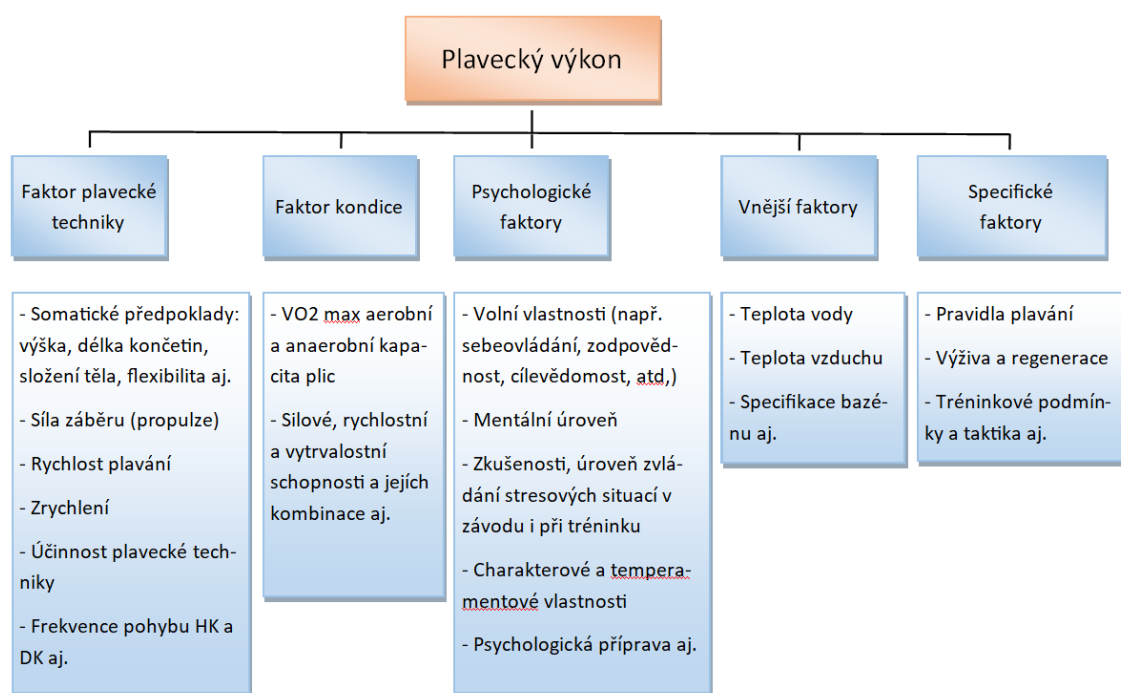 Plavecký výkon
Faktor plavecké
techniky
Faktor kondice
Psychologické
faktory
Vnější faktory
Specifické
faktory
- Somatické předpoklady:
výška, délka končetin,
složení těla, flexibilita aj.
- Síla záběru (propulze)
- Rychlost plavání
- Zrychlení
- Účinnost plavecké tech-
niky
- Frekvence pohybu HK a
DK aj.
- VO2 max aerobní
a anaerobní kapa-
cita plic
- Silové, rychlostní
a vytrvalostní
schopnosti a jejích
kombinace aj.
- Volní vlastnosti (např.
sebeovládání, zodpověd-
nost, cílevědomost, atd,)
- Mentální úroveň
- Zkušenosti, úroveň zvlá-
dání stresových situací v
závodu i při tréninku
- Charakterové a tempera-
mentové vlastnosti
- Psychologická příprava aj.
- Teplota vody
- Teplota vzduchu
- Specifikace bazé-
nu aj.
- Pravidla plavání
- Výživa a regenerace
- Tréninkové podmín-
ky a taktika aj.